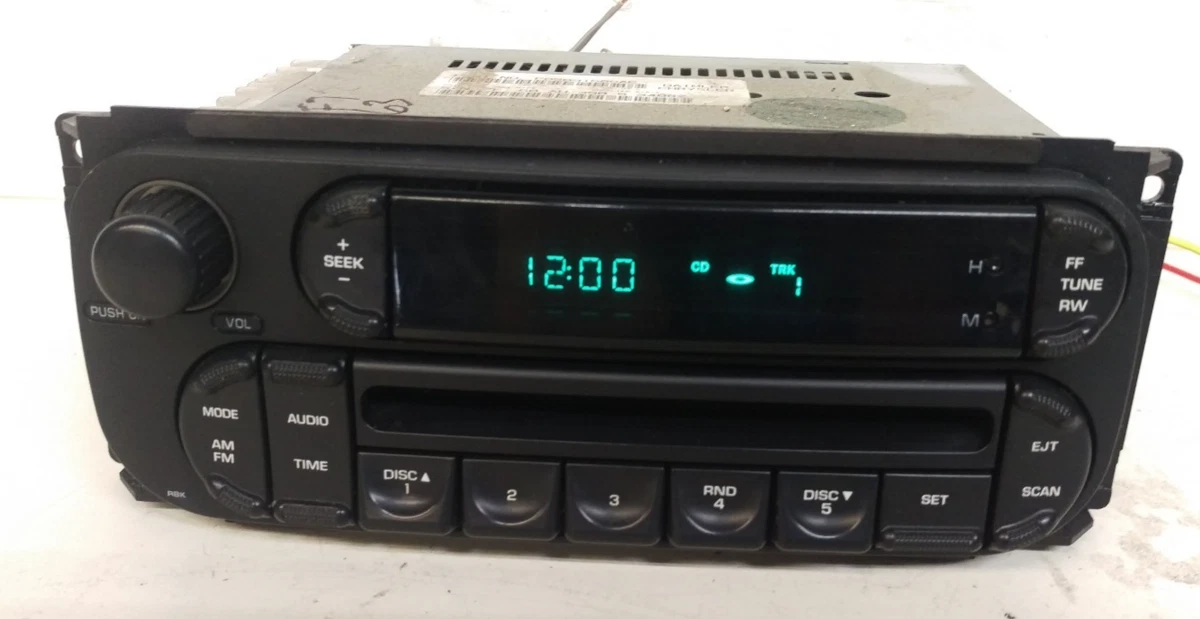 +
SEEK
−
12:00
CD
TRK
1
H
M
FF
TUNE
RW
PUSH
VOL
MODE
AM
FM
AUDIO
TIME
EJT
SCAN
DISC ▲
1
2
3
RND
4
DISC ▼
5
SET
RBK